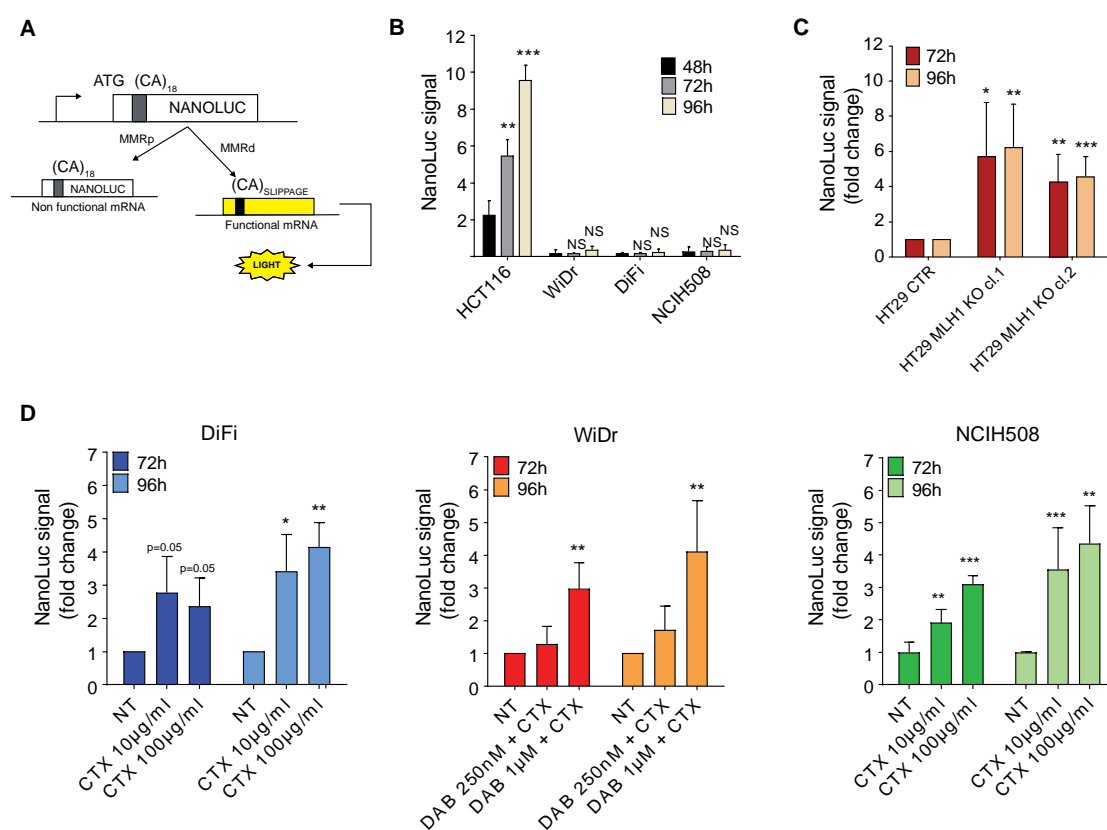 A
ATG (CA)18
NANOLUC
MMRp
MMRd
(CA)18
NANOLUC
Non functional mRNA
(CA)SLIPPAGE
Functional mRNA
LIGHT
B
NanoLuc signal
12
10
8
6
4
2
0
48h
72h
96h
**
***
NS
NS
NS
NS
NS
NS
HCT116
WiDr
DiFi
NCIH508
C
NanoLuc signal
(fold change)
12
10
8
6
4
2
0
72h
96h
*
**
**
***
HT29 CTR
HT29 MLH1 KO cl.1
HT29 MLH1 KO cl.2
D
DiFi
NanoLuc signal
(fold change)
7
6
5
4
3
2
1
0
72h
96h
p=0.05
p=0.05
*
**
NT
CTX 10µg/ml
CTX 100µg/ml
NT
CTX 10µg/ml
CTX 100µg/ml
WiDr
NanoLuc signal
(fold change)
7
6
5
4
3
2
1
0
72h
96h
**
**
NT
DAB 250nM + CTX
DAB 1µM + CTX
NT
DAB 250nM + CTX
DAB 1µM + CTX
NCIH508
NanoLuc signal
(fold change)
7
6
5
4
3
2
1
0
72h
96h
**
***
***
**
NT
CTX 10µg/ml
CTX 100µg/ml
NT
CTX 10µg/ml
CTX 100µg/ml